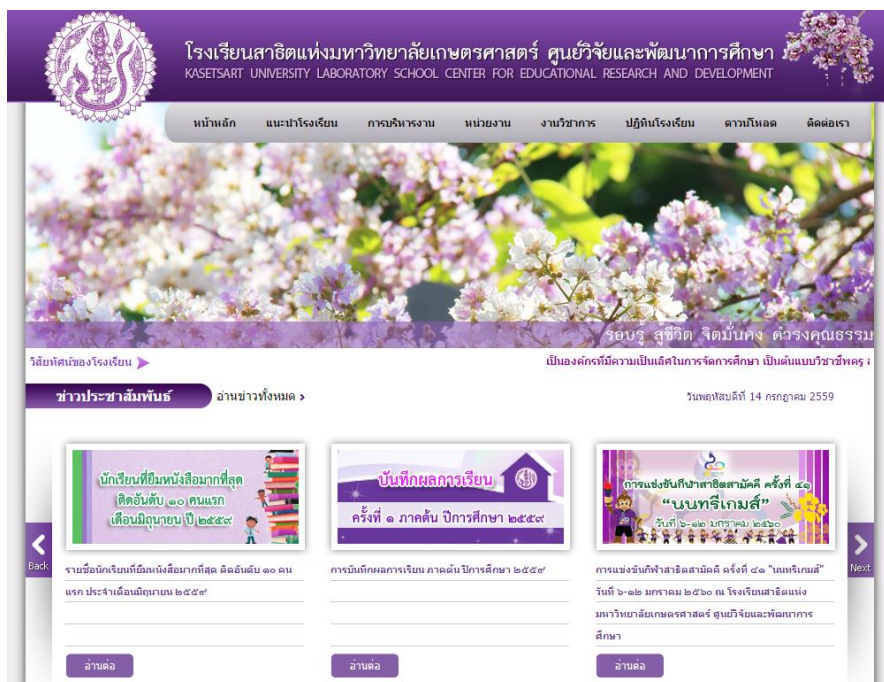 โรงเรียนสาธิตแห่งมหาวิทยาลัยเกษตรศาสตร์ ศูนย์วิจัยและพัฒนาการศึกษา
KASETSART UNIVERSITY LABORATORY SCHOOL CENTER FOR EDUCATIONAL RESEARCH AND DEVELOPMENT
หน้าหลัก แนะนำโรงเรียน การบริหารงาน หน่วยงาน งานวิชาการ ปฏิทินโรงเรียน ดาวน์โหลด ติดต่อเรา
รอบรู้ สู้ชีวิต จิตมั่นคง ดำรงคุณธรรม
วิสัยทัศน์ของโรงเรียน เป็นองค์กรที่มีความเป็นเลิศในการจัดการศึกษา เป็นต้นแบบวิชาชีพครู
ข่าวประชาสัมพันธ์ อ่านข่าวทั้งหมด › วันพฤหัสบดีที่ 14 กรกฎาคม 2559
นักเรียนที่ยืมหนังสือมากที่สุด
ติดอันดับ ๑๐ คนแรก
เดือนมิถุนายน ปี ๒๕๕๙
รายชื่อนักเรียนที่ยืมหนังสือมากที่สุด ติดอันดับ ๑๐ คน
แรก ประจำเดือนมิถุนายน ๒๕๕๙
อ่านต่อ
บันทึกผลการเรียน
ครั้งที่ ๑ ภาคต้น ปีการศึกษา ๒๕๕๙
การบันทึกผลการเรียน ภาคต้น ปีการศึกษา ๒๕๕๙
อ่านต่อ
การแข่งขันกีฬาสาธิตสามัคคี ครั้งที่ ๔๑
“นนทรีเกมส์”
วันที่ ๖-๑๒ มกราคม ๒๕๖๐
การแข่งขันกีฬาสาธิตสามัคคี ครั้งที่ ๔๑ "นนทรีเกมส์"
วันที่ ๖-๑๒ มกราคม ๒๕๖๐ ณ โรงเรียนสาธิตแห่ง
มหาวิทยาลัยเกษตรศาสตร์ ศูนย์วิจัยและพัฒนาการ
ศึกษา
อ่านต่อ
Back
Next